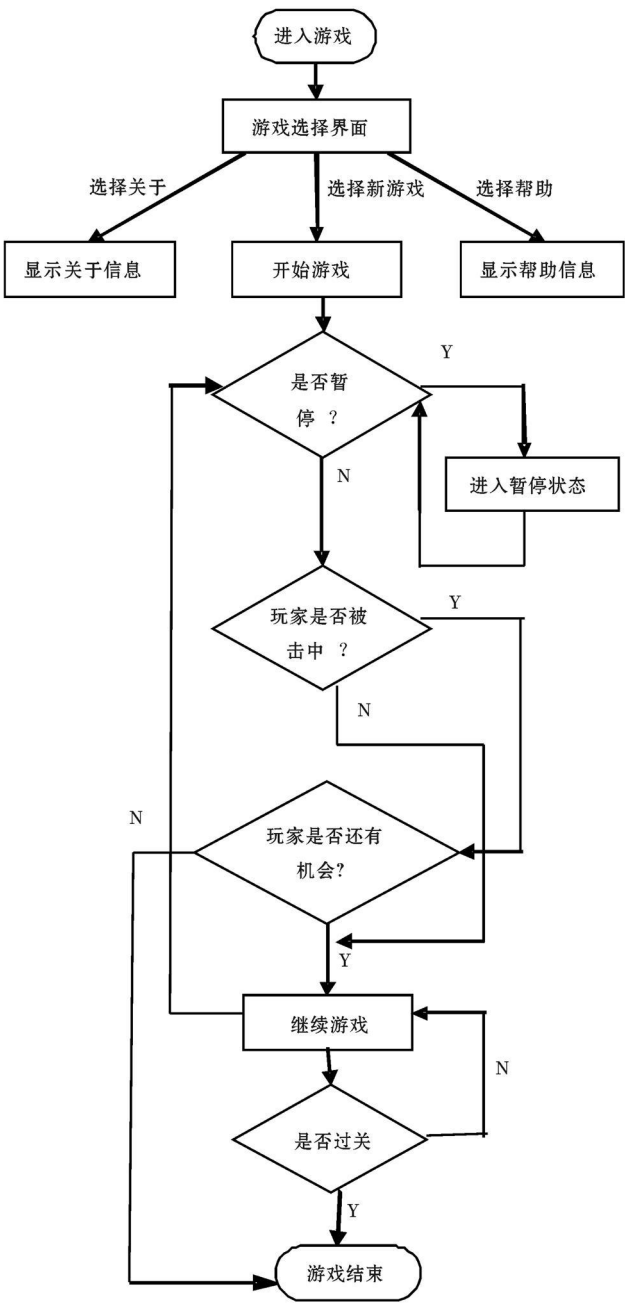 进入游戏
游戏选择界面
选择关于
选择新游戏
选择帮助
显示关于信息
开始游戏
显示帮助信息
Y
是否暂
停 ？
N
进入暂停状态
Y
玩家是否被
击中 ？
N
N
玩家是否还有
机会?
Y
继续游戏
N
是否过关
Y
游戏结束